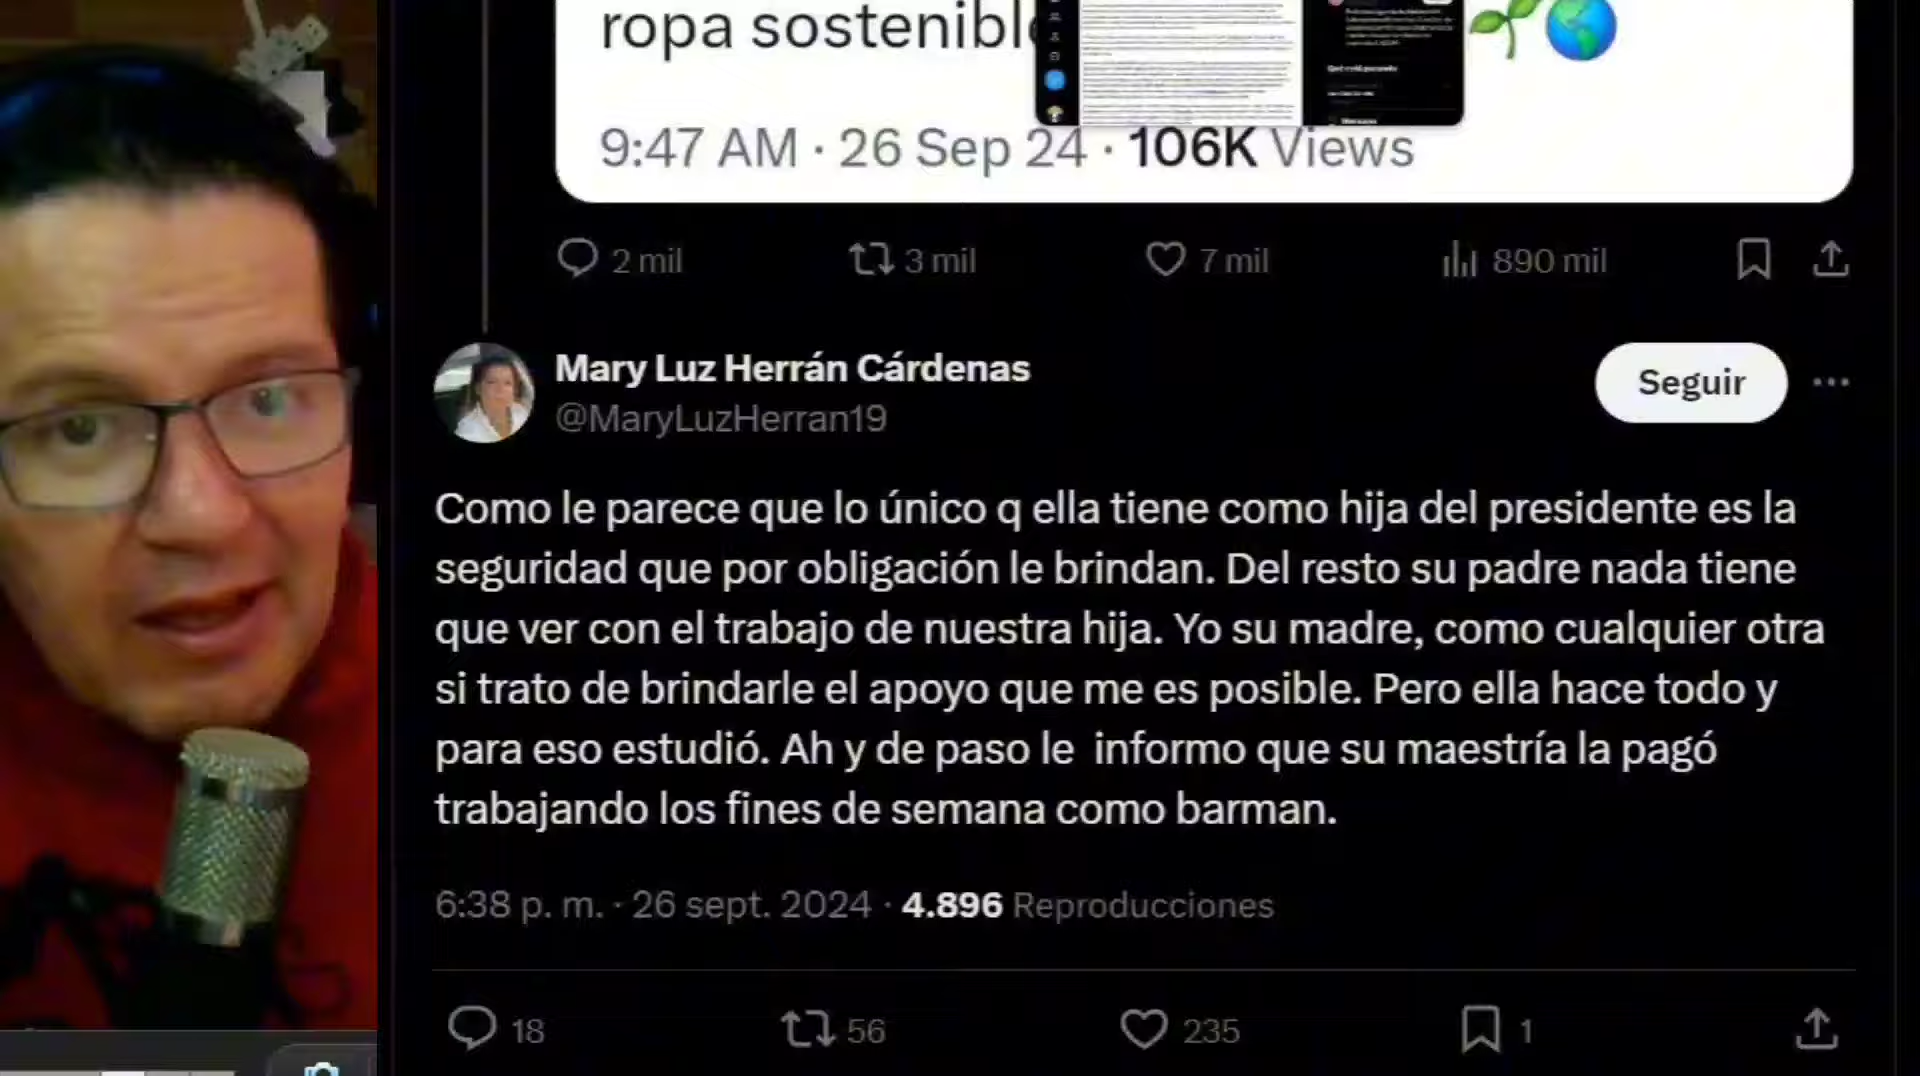 ropa sostenibl
9:47 AM · 26 Sep 24 · 106K Views
2 mil
3 mil
7 mil
890 mil
Mary Luz Herrán Cárdenas
@MaryLuzHerran19
Seguir
Como le parece que lo único q ella tiene como hija del presidente es la
seguridad que por obligación le brindan. Del resto su padre nada tiene
que ver con el trabajo de nuestra hija. Yo su madre, como cualquier otra
si trato de brindarle el apoyo que me es posible. Pero ella hace todo y
para eso estudió. Ah y de paso le  informo que su maestría la pagó
trabajando los fines de semana como barman.
6:38 p. m. · 26 sept. 2024 · 4.896 Reproducciones
18
56
235
1